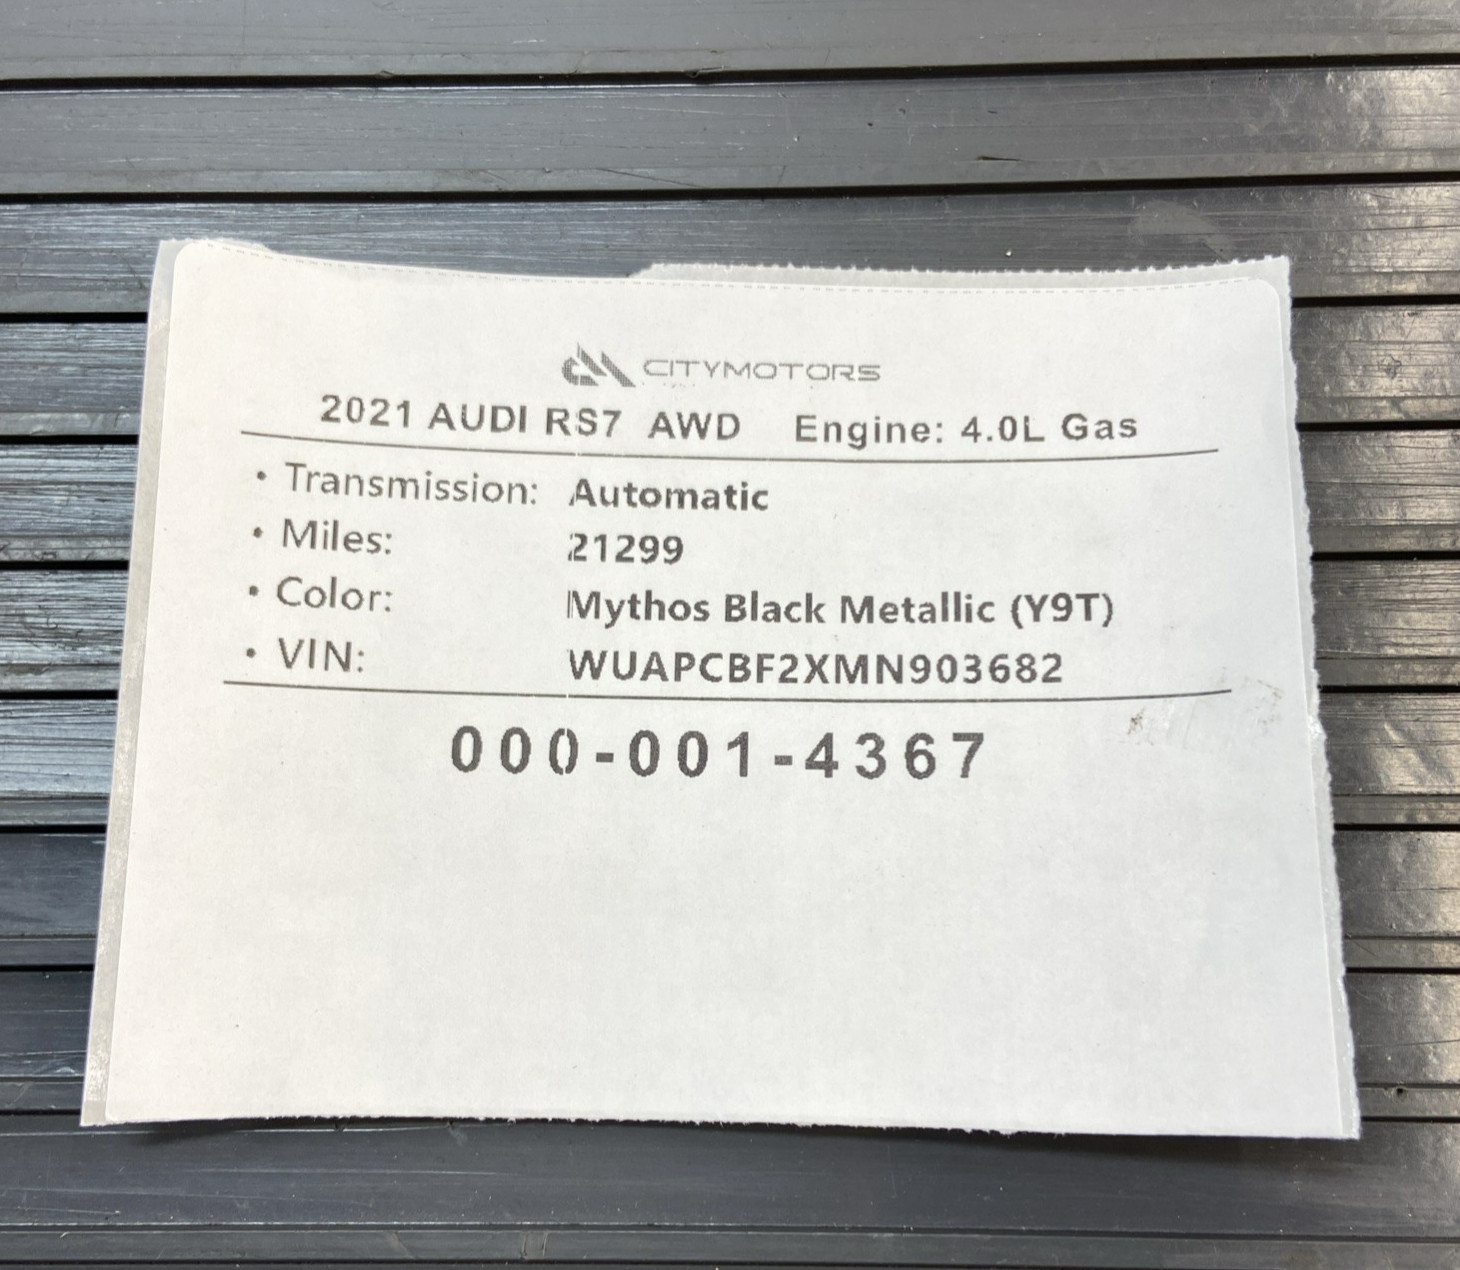 CITYMOTORS
2021 AUDI RS7 AWD Engine: 4.0L Gas
• Transmission: Automatic
• Miles: 21299
• Color: Mythos Black Metallic (Y9T)
• VIN: WUAPCBF2XMN903682
000-001-4367